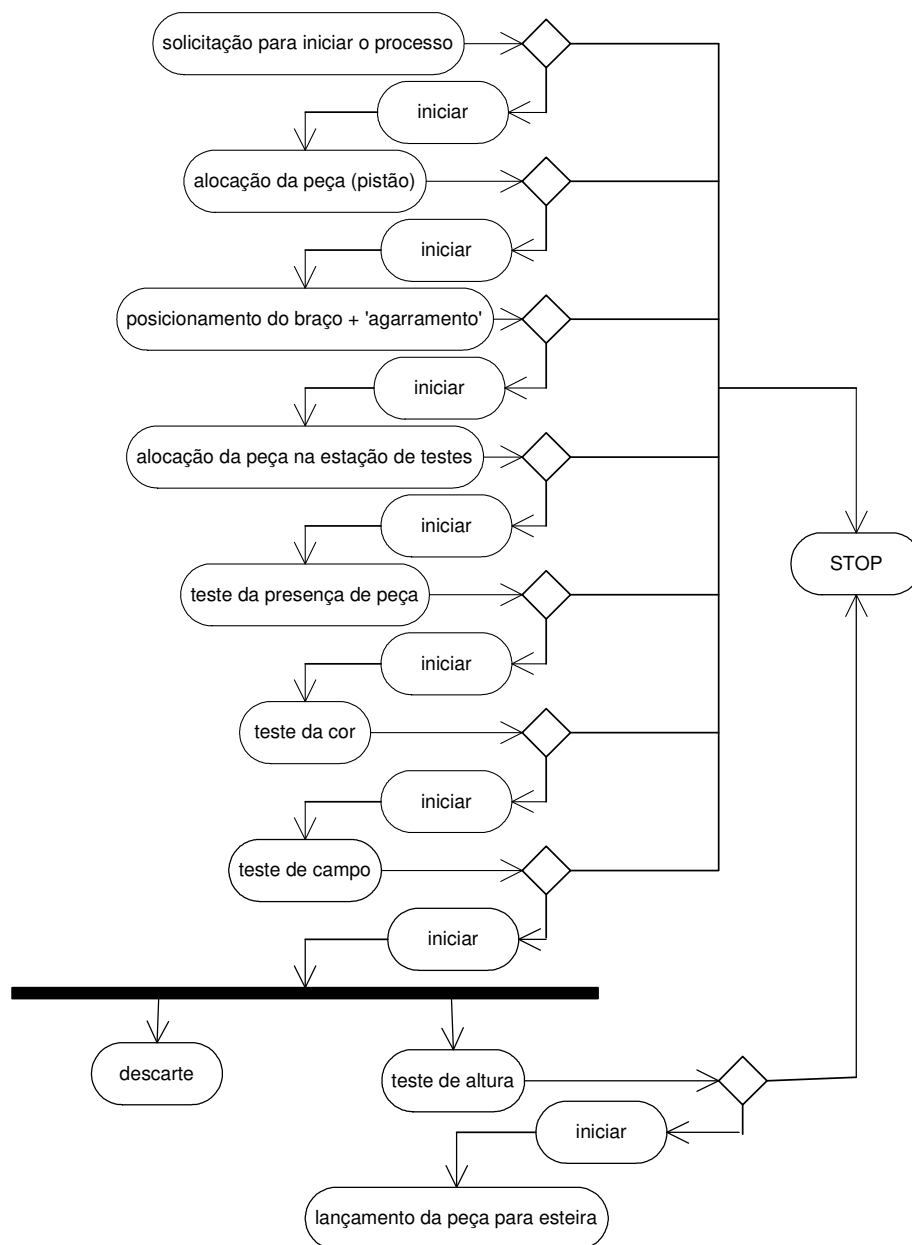 solicitação para iniciar o processo
iniciar
alocação da peça (pistão)
iniciar
posicionamento do braço + 'agarramento'
iniciar
alocação da peça na estação de testes
iniciar
STOP
teste da presença de peça
iniciar
teste da cor
iniciar
teste de campo
iniciar
descarte
teste de altura
iniciar
lançamento da peça para esteira